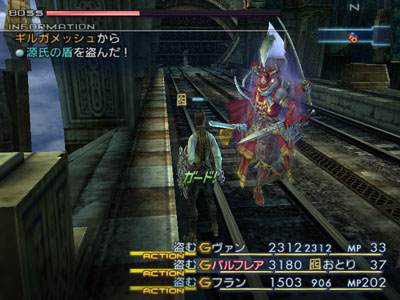 BOSS
N
INFORMATION
ギルガメッシュから
源氏の盾を盗んだ!
ガード!
盗む Gヴァン 2312 2312 MP 33
ACTION
盗む Gバルフレア 3180 囮 おとり 37
ACTION
盗む Gフラン 1503 906 MP 202
ACTION